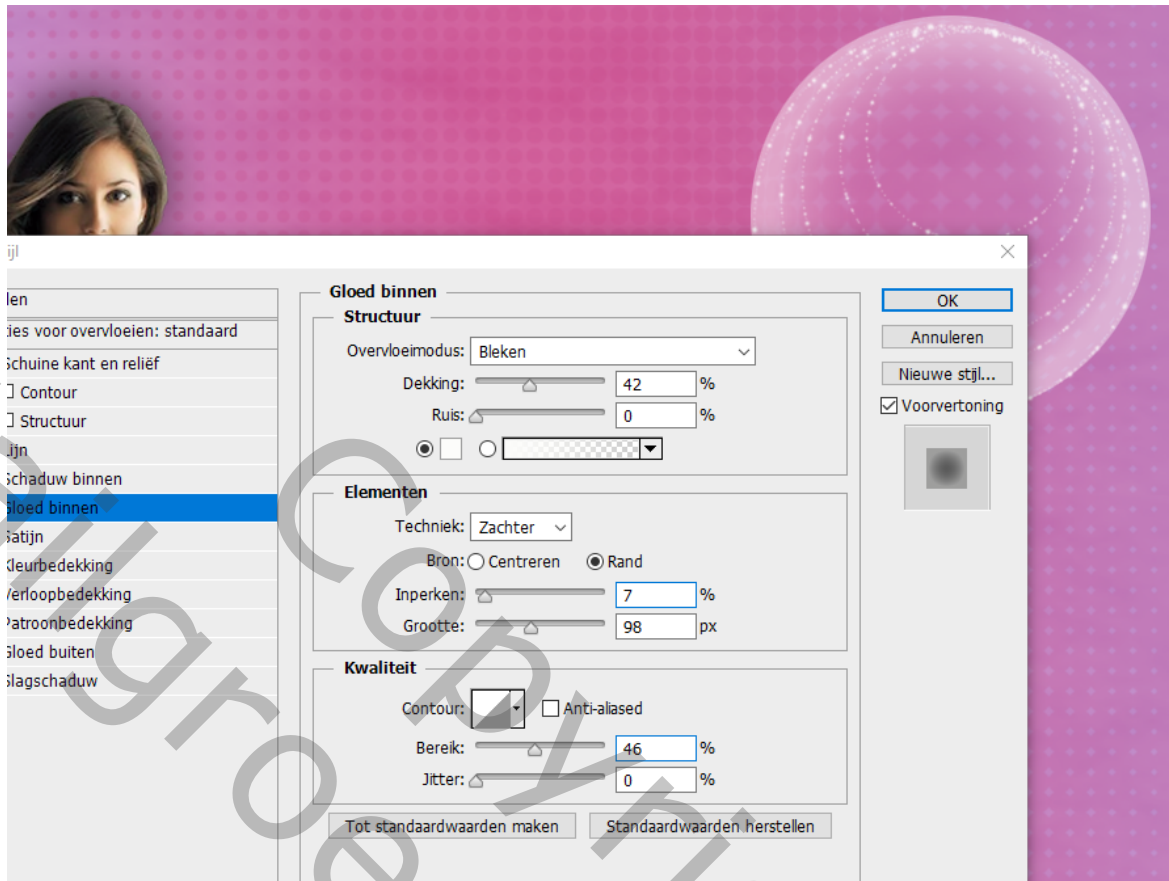 ijl
len
ties voor overvloeien: standaard
Schuine kant en reliëf
Contour
Structuur
Lijn
Schaduw binnen
Gloed binnen
Satijn
Kleurbedekking
Verloopbedekking
Patroonbedekking
Gloed buiten
Slagschaduw
Gloed binnen
Structuur
Overvloeimodus: Bleken
Dekking: 42 %
Ruis: 0 %
Elementen
Techniek: Zachter
Bron: Centreren Rand
Inperken: 7 %
Grootte: 98 px
Kwaliteit
Contour: Anti-aliased
Bereik: 46 %
Jitter: 0 %
Tot standaardwaarden maken Standaardwaarden herstellen
OK
Annuleren
Nieuwe stijl...
Voorvertoning